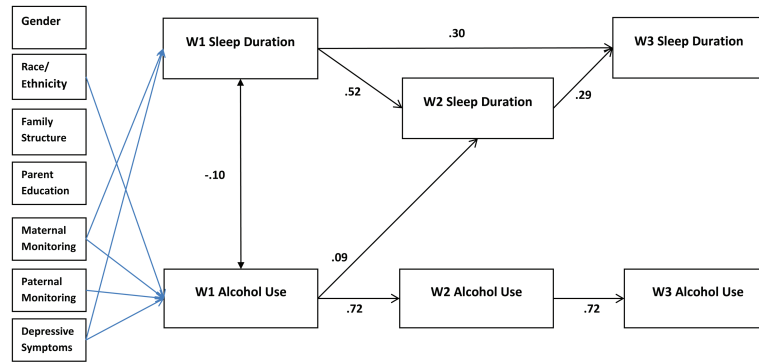 Gender
Race/
Ethnicity
Family
Structure
Parent
Education
Maternal
Monitoring
Paternal
Monitoring
Depressive
Symptoms
W1 Sleep Duration
.30
W3 Sleep Duration
.52
W2 Sleep Duration
.29
-.10
.09
W1 Alcohol Use
.72
W2 Alcohol Use
.72
W3 Alcohol Use